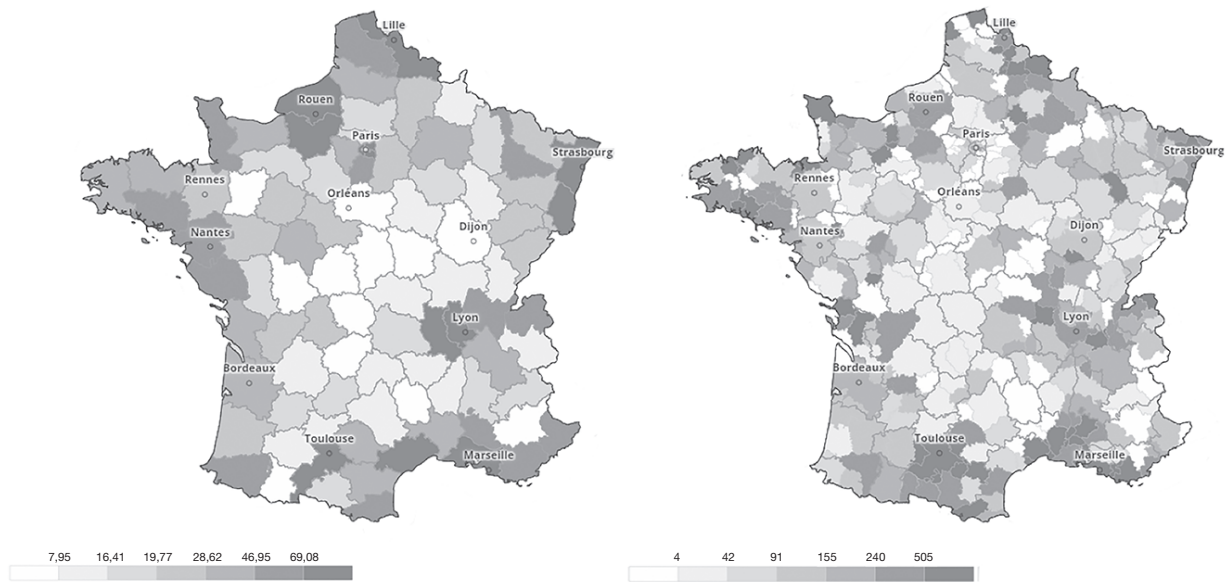 Lille
Rouen
Paris
Strasbourg
Rennes
Orléans
Nantes
Dijon
Lyon
Bordeaux
Toulouse
Marseille
7,95 16,41 19,77 28,62 46,95 69,08
Lille
Rouen
Paris
Strasbourg
Rennes
Orléans
Nantes
Dijon
Lyon
Bordeaux
Toulouse
Marseille
4 42 91 155 240 505